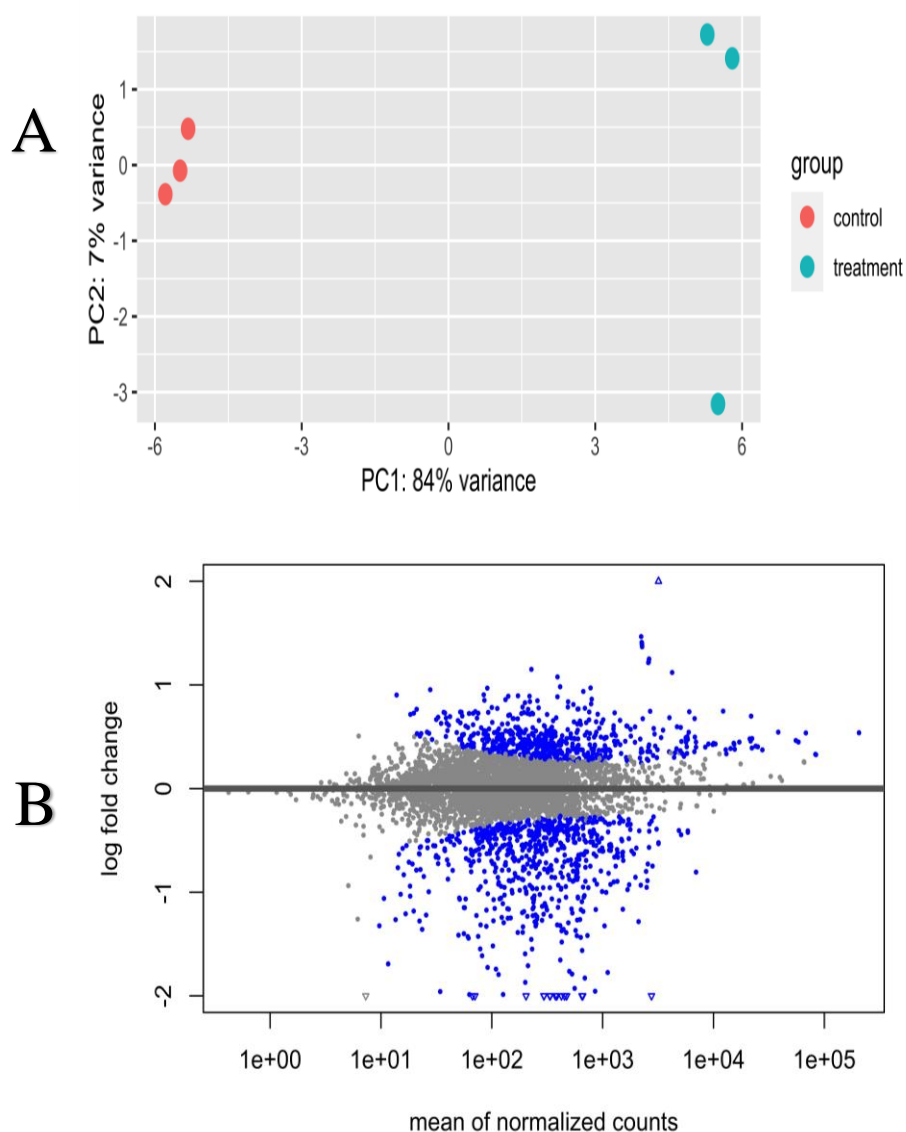 A
PC2: 7% variance
1
0
-1
-2
-3
-6
-3
0
3
6
PC1: 84% variance
group
control
treatment
B
log fold change
2
1
0
-1
-2
1e+00
1e+01
1e+02
1e+03
1e+04
1e+05
mean of normalized counts